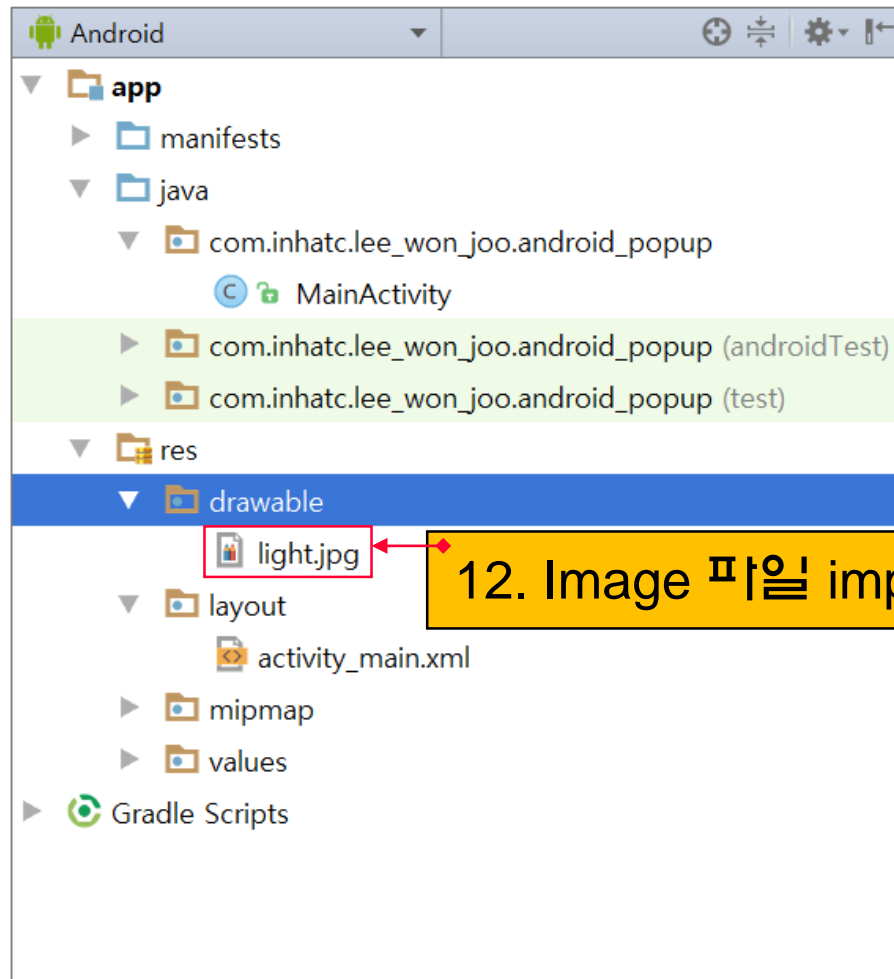 Android
app
manifests
java
com.inhatc.lee_won_joo.android_popup
MainActivity
com.inhatc.lee_won_joo.android_popup (androidTest)
com.inhatc.lee_won_joo.android_popup (test)
res
drawable
light.jpg
12. Image 파일
layout
activity_main.xml
mipmap
values
Gradle Scripts